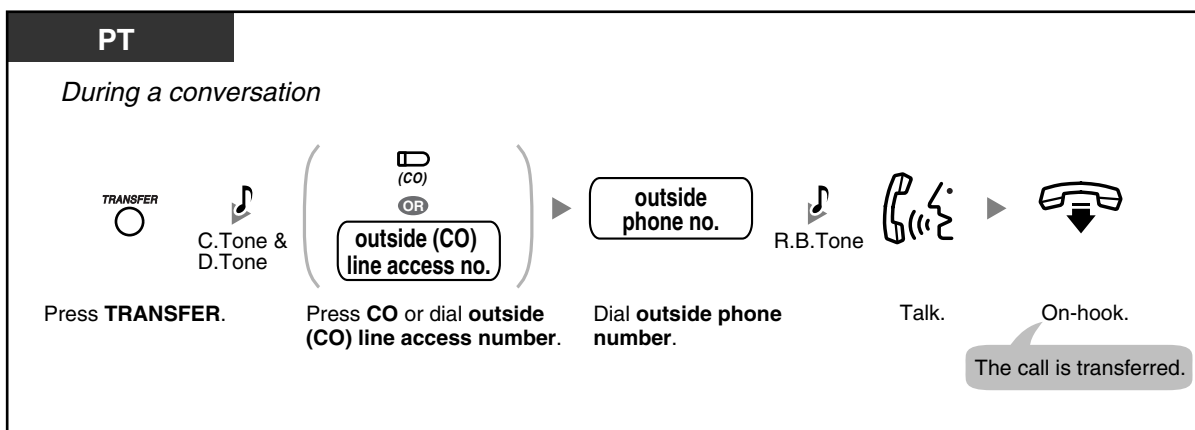 PT
During a conversation
TRANSFER
C.Tone &
D.Tone
(CO)
OR
outside (CO)
line access no.
outside
phone no.
R.B.Tone
Press TRANSFER.
Press CO or dial outside
(CO) line access number.
Dial outside phone
number.
Talk.
On-hook.
The call is transferred.